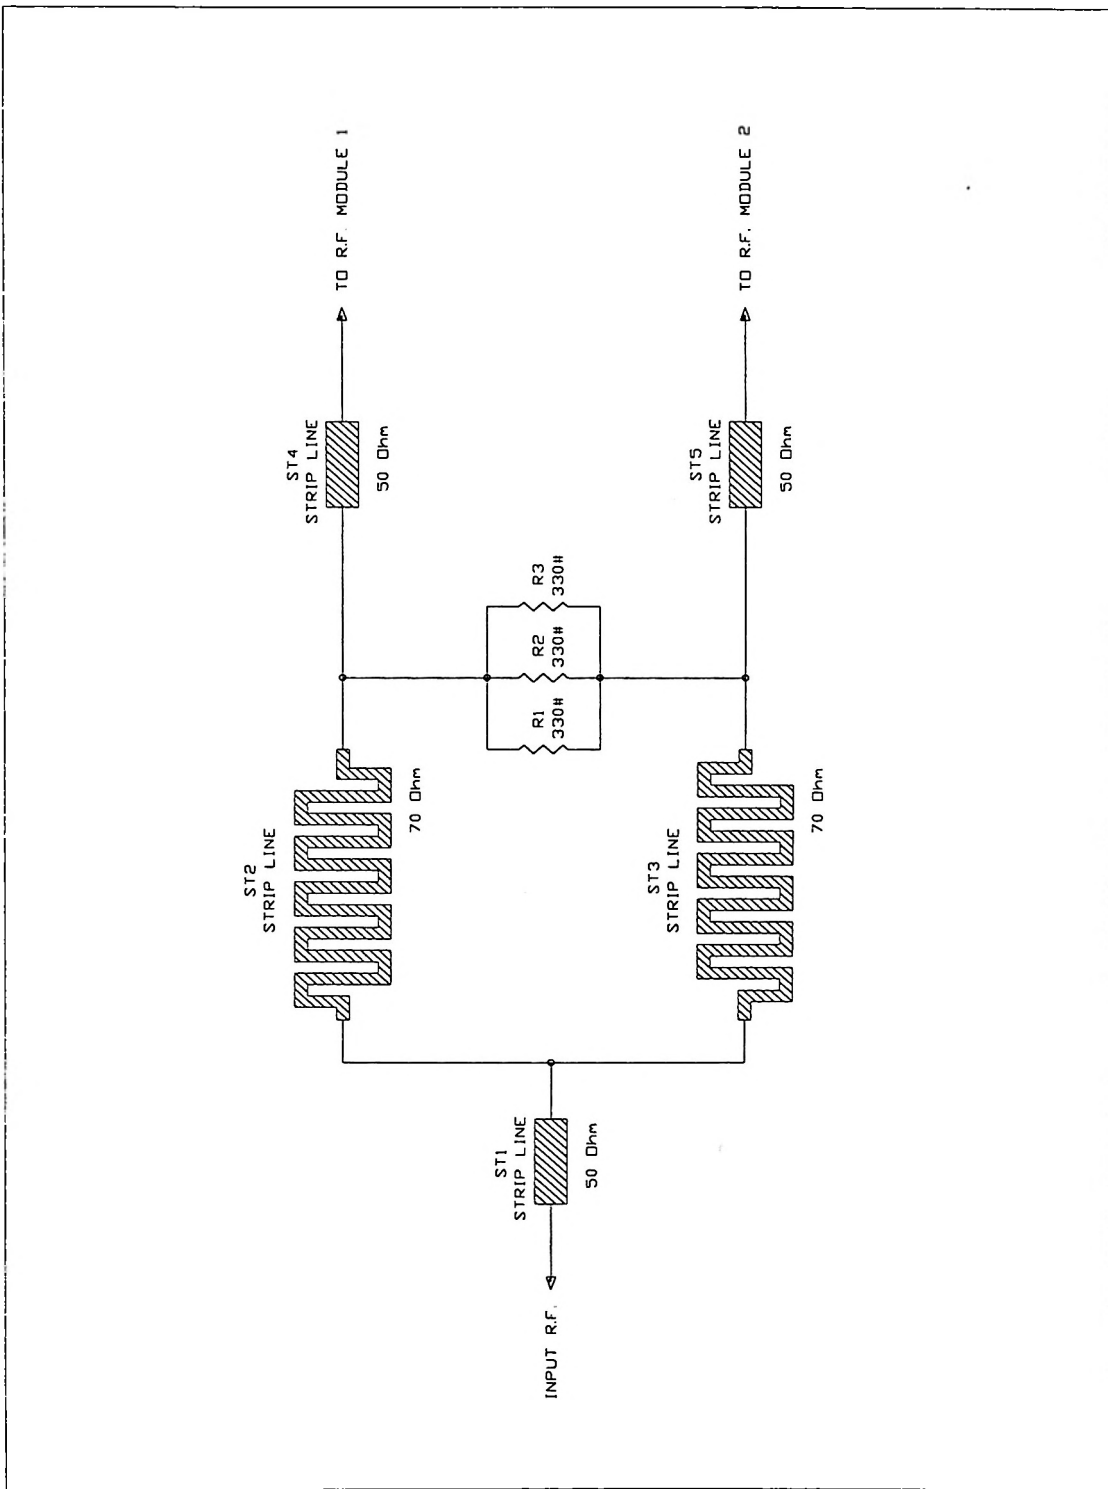 INPUT R.F.
ST1
STRIP LINE
50 Ohm
ST2
STRIP LINE
70 Ohm
ST3
STRIP LINE
70 Ohm
R1
330#
R2
330#
R3
330#
ST4
STRIP LINE
50 Ohm
ST5
STRIP LINE
50 Ohm
TO R.F. MODULE 1
TO R.F. MODULE 2